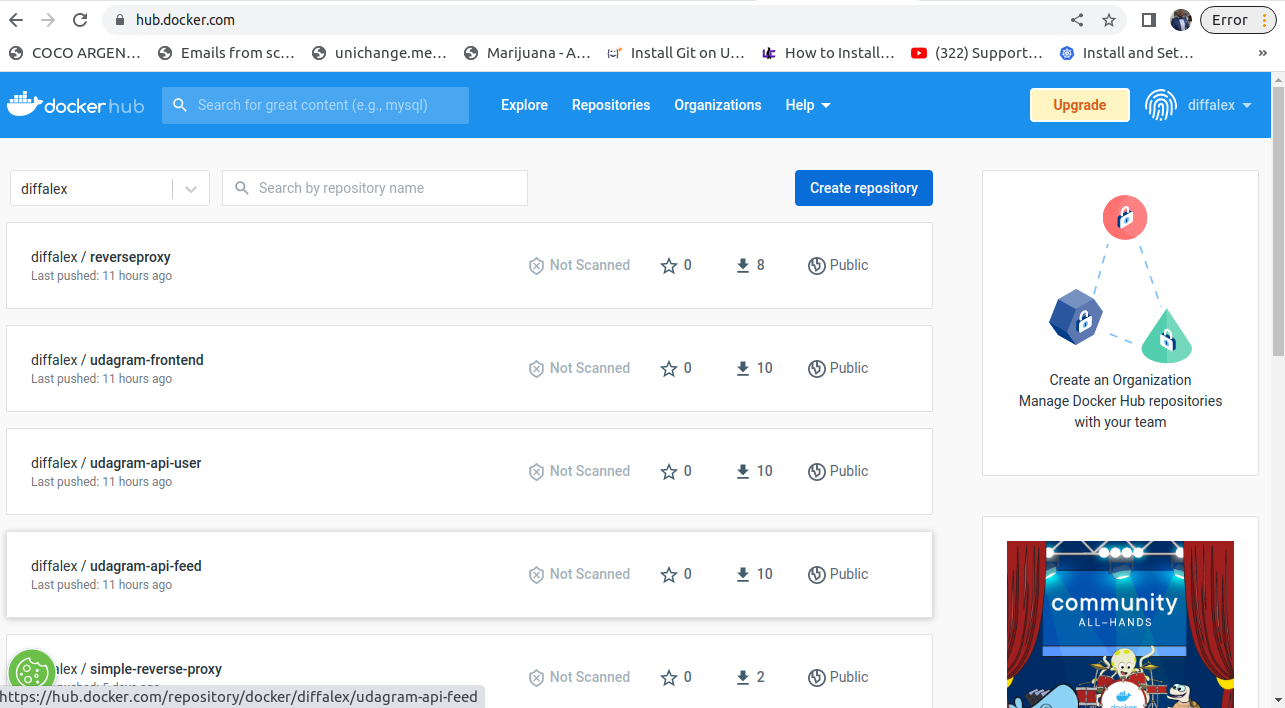 hub.docker.com
Error
COCO ARGEN...
Emails from sc...
unichange.me...
Marijuana - A...
Install Git on U...
How to Install...
(322) Support...
Install and Set...
»
docker hub
Search for great content (e.g., mysql)
Explore
Repositories
Organizations
Help
Upgrade
diffalex
diffalex
Search by repository name
Create repository
diffalex / reverseproxy
Last pushed: 11 hours ago
Not Scanned
0
8
Public
diffalex / udagram-frontend
Last pushed: 11 hours ago
Not Scanned
0
10
Public
diffalex / udagram-api-user
Last pushed: 11 hours ago
Not Scanned
0
10
Public
diffalex / udagram-api-feed
Last pushed: 11 hours ago
Not Scanned
0
10
Public
alex / simple-reverse-proxy
Not Scanned
0
2
Public
https://hub.docker.com/repository/docker/diffalex/udagram-api-feed
Create an Organization
Manage Docker Hub repositories
with your team
community
ALL-HANDS
docker